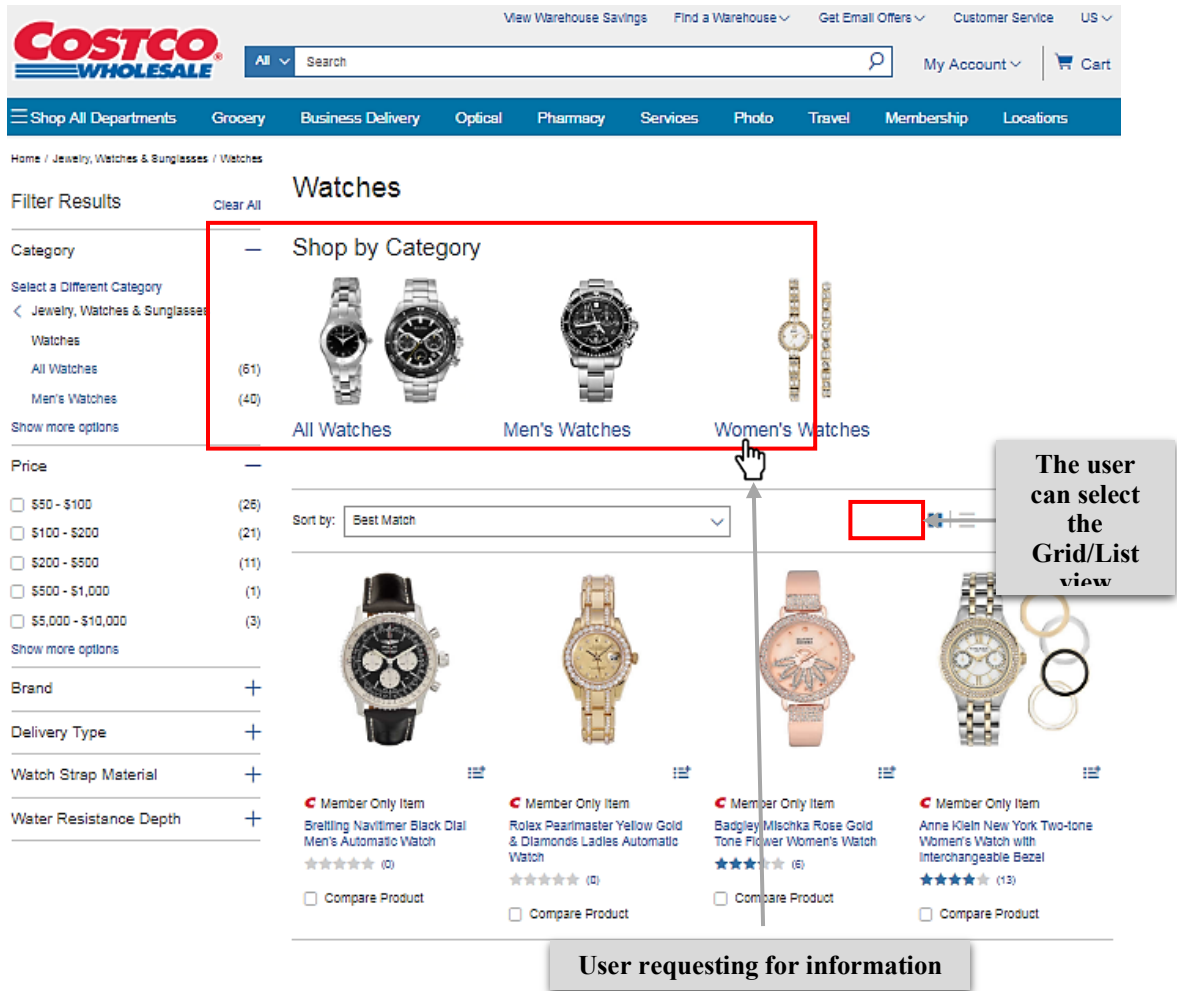 View Warehouse Savings Find a Warehouse Get Email Offers Customer Service US
COSTCO
WHOLESALE
All Search My Account Cart
Shop All Departments Grocery Business Delivery Optical Pharmacy Services Photo Travel Membership Locations
Home / Jewelry, Watches & Sunglasses / Watches
Watches
Filter Results Clear All
Category
Select a Different Category
Jewelry, Watches & Sunglasses
Watches
All Watches (61)
Men's Watches (40)
Show more options
Price
$50 - $100 (26)
$100 - $200 (21)
$200 - $500 (11)
$500 - $1,000 (1)
$5,000 - $10,000 (3)
Show more options
Brand
Delivery Type
Watch Strap Material
Water Resistance Depth
Shop by Category
All Watches Men's Watches Women's Watches
Sort by: Best Match
The user
can select
the
Grid/List
view
C Member Only Item
Breitling Navitimer Black Dial
Men's Automatic Watch
(0)
Compare Product
C Member Only Item
Rolex Pearlmaster Yellow Gold
& Diamonds Ladies Automatic
Watch
(0)
Compare Product
C Member Only Item
Badgley Mischka Rose Gold
Tone Flower Women's Watch
(6)
Compare Product
C Member Only Item
Anne Klein New York Two-tone
Women's Watch with
Interchangeable Bezel
(13)
Compare Product
User requesting for information